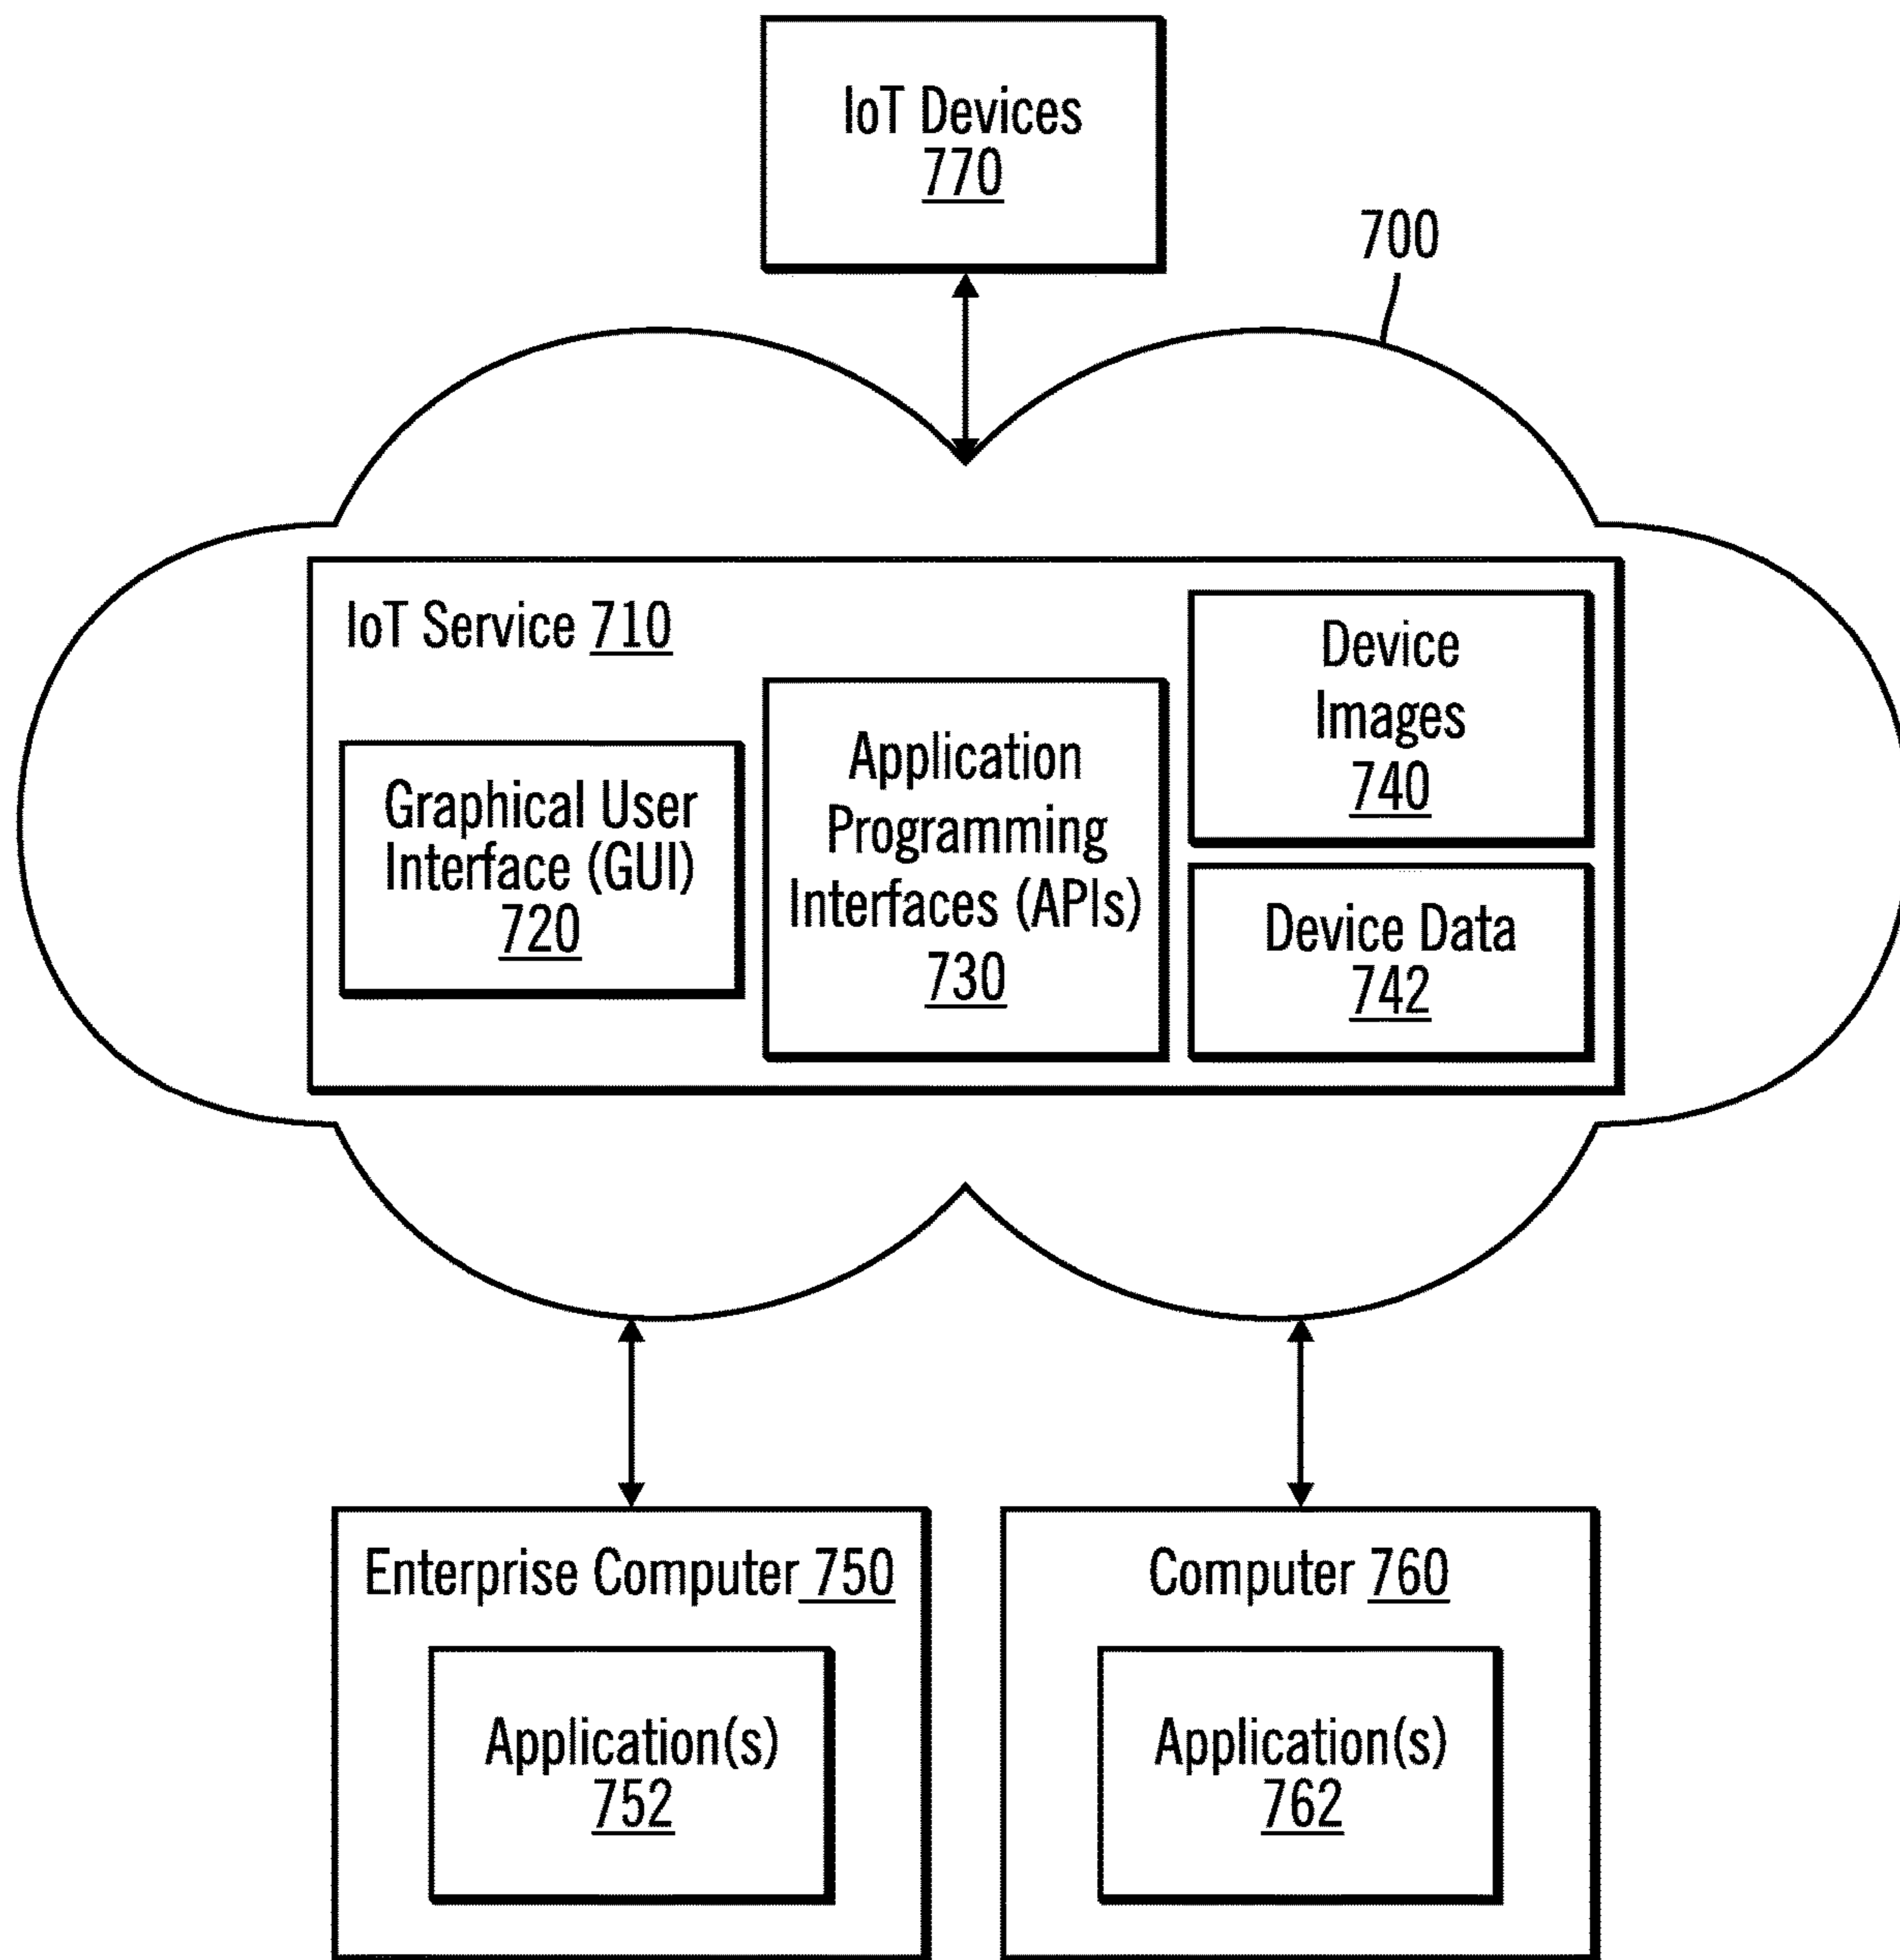 IoT Devices
770
700
IoT Service 710
Graphical User
Interface (GUI)
720
Application
Programming
Interfaces (APIs)
730
Device
Images
740
Device Data
742
Enterprise Computer 750
Application(s)
752
Computer 760
Application(s)
762